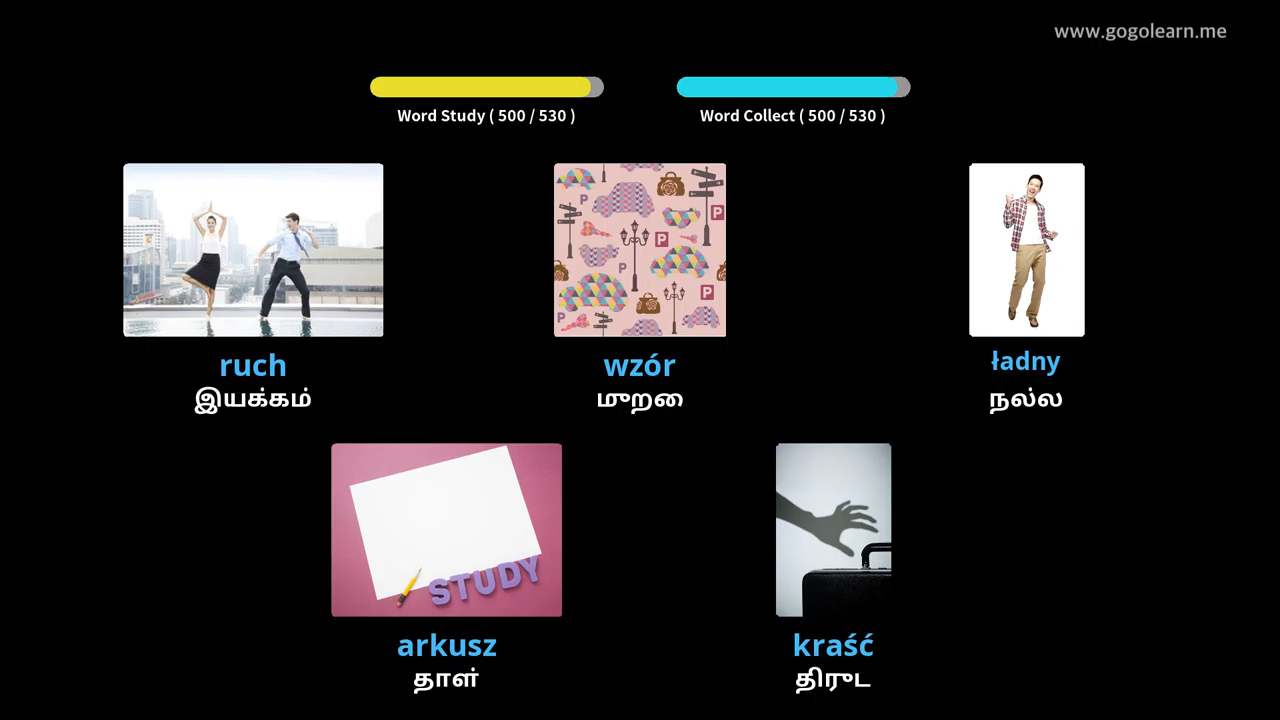 www.gogolearn.me
Word Study ( 500 / 530 )
Word Collect ( 500 / 530 )
P
P
P
P
P
P
ruch
இயக்கம்
wzór
முறை
ładny
நல்ல
STUDY
arkusz
தாள்
kraść
திருட